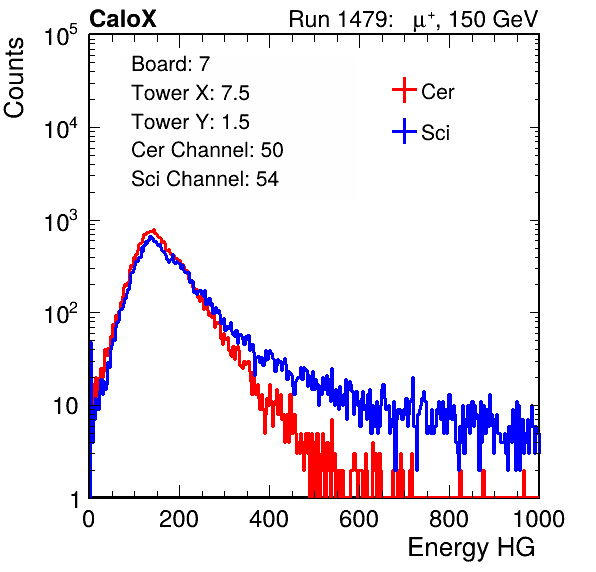 CaloX Run 1479: μ⁺, 150 GeV
Counts
10⁵
10⁴
10³
10²
10
1
Board: 7
Tower X: 7.5
Tower Y: 1.5
Cer Channel: 50
Sci Channel: 54
Cer
Sci
0 200 400 600 800 1000
Energy HG